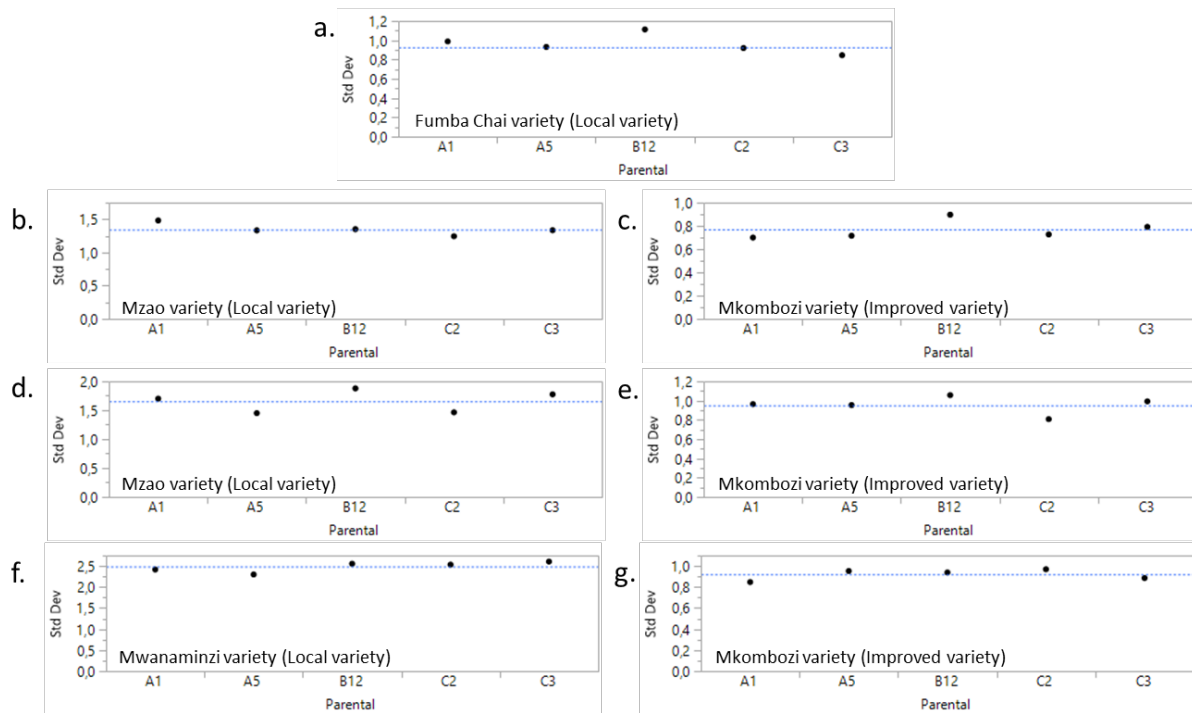 a.
Std Dev
1,2
1,0
0,8
0,6
0,4
0,2
0,0
Fumba Chai variety (Local variety)
A1 A5 B12 C2 C3
Parental
b.
Std Dev
1,5
1,0
0,5
0,0
Mzao variety (Local variety)
A1 A5 B12 C2 C3
Parental
c.
Std Dev
1,0
0,8
0,6
0,4
0,2
0,0
Mkombozi variety (Improved variety)
A1 A5 B12 C2 C3
Parental
d.
Std Dev
2,0
1,5
1,0
0,5
0,0
Mzao variety (Local variety)
A1 A5 B12 C2 C3
Parental
e.
Std Dev
1,2
1,0
0,8
0,6
0,4
0,2
0,0
Mkombozi variety (Improved variety)
A1 A5 B12 C2 C3
Parental
f.
Std Dev
2,5
2,0
1,5
1,0
0,5
0,0
Mwanaminzi variety (Local variety)
A1 A5 B12 C2 C3
Parental
g.
Std Dev
1,0
0,8
0,6
0,4
0,2
0,0
Mkombozi variety (Improved variety)
A1 A5 B12 C2 C3
Parental